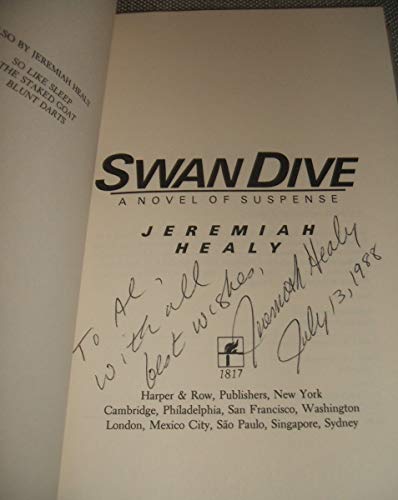 SO BY JEREMIAH HEALY
SO LIKE SLEEP
THE STAKED GOAT
BLUNT DARTS
SWAN DIVE
A NOVEL OF SUSPENSE
JEREMIAH
HEALY
To Al,
with all
best wishes,
Jeremiah Healy
July 13, 1988
1817
Harper & Row, Publishers, New York
Cambridge, Philadelphia, San Francisco, Washington
London, Mexico City, São Paulo, Singapore, Sydney